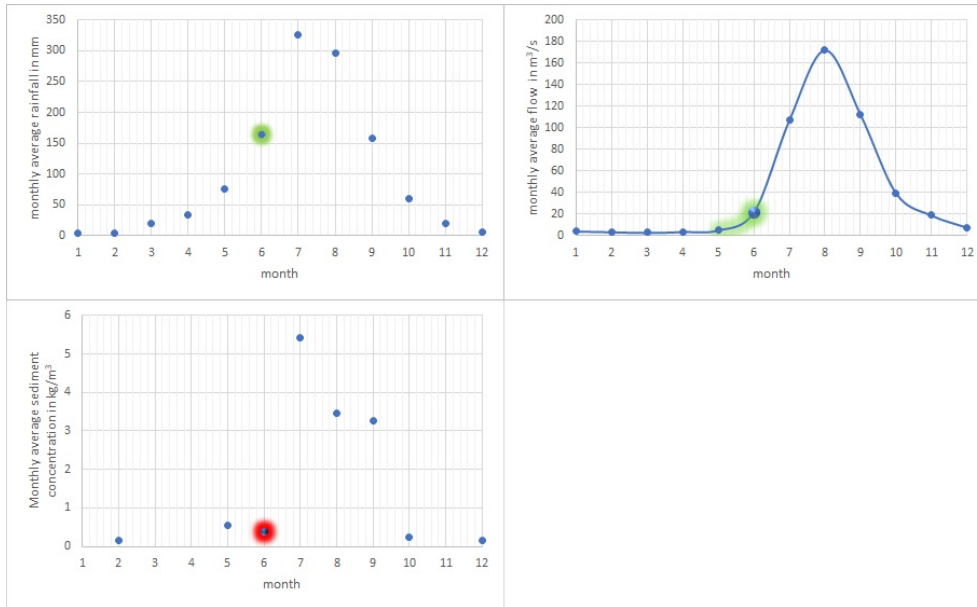 monthly average rainfall in mm
350
300
250
200
150
100
50
0
1 2 3 4 5 6 7 8 9 10 11 12
month
monthly average flow in m³/s
200
180
160
140
120
100
80
60
40
20
0
1 2 3 4 5 6 7 8 9 10 11 12
month
Monthly average sediment
concentration in kg/m³
6
5
4
3
2
1
0
1 2 3 4 5 6 7 8 9 10 11 12
month